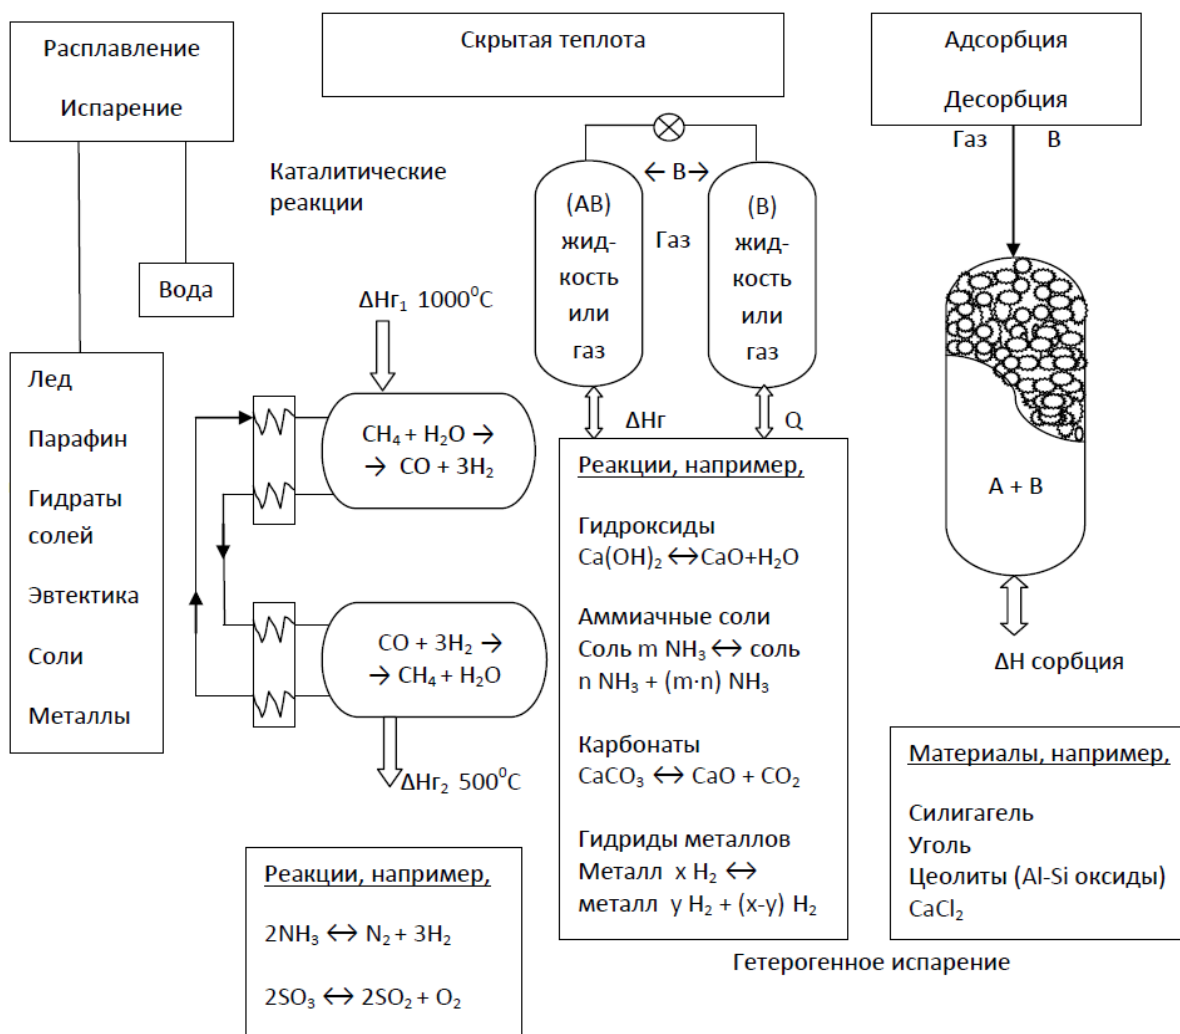 Расплавление
Испарение
Скрытая теплота
Адсорбция
Десорбция
Газ В
Каталитические
реакции
Вода
Лед
Парафин
Гидраты
солей
Эвтектика
Соли
Металлы
ΔHr₁ 1000⁰C
CH₄ + H₂O →
→ CO + 3H₂
CO + 3H₂ →
→ CH₄ + H₂O
ΔHr₂ 500⁰C
Реакции, например,
2NH₃ ↔ N₂ + 3H₂
2SO₃ ↔ 2SO₂ + O₂
← В →
Газ
(АВ)
жид-
кость
или
газ
(В)
жид-
кость
или
газ
ΔHг
Q
Реакции, например,
Гидроксиды
Ca(OH)₂ ↔CaO+H₂O
Аммиачные соли
Соль m NH₃ ↔ соль
n NH₃ + (m·n) NH₃
Карбонаты
CaCO₃ ↔ CaO + CO₂
Гидриды металлов
Металл x H₂ ↔
металл y H₂ + (x-y) H₂
Гетерогенное испарение
А + В
ΔH сорбция
Материалы, например,
Силигагель
Уголь
Цеолиты (Al-Si оксиды)
CaCl₂